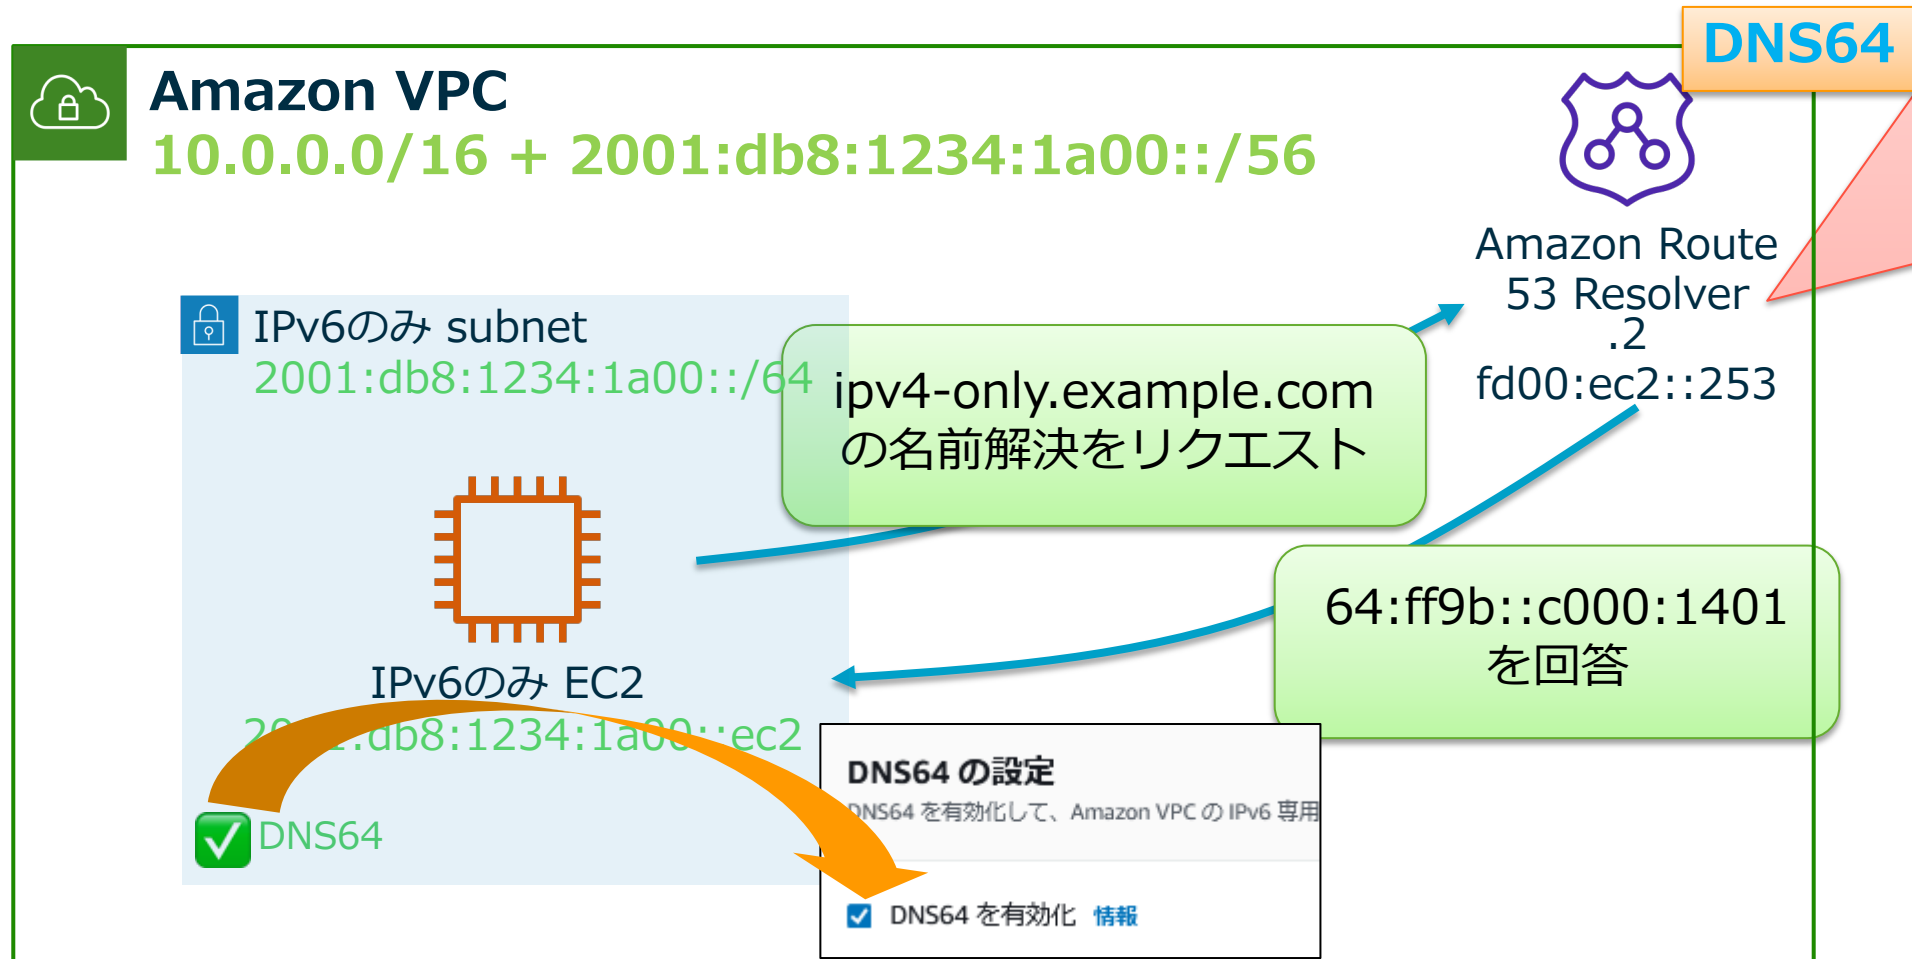 DNS64
Amazon VPC
10.0.0.0/16 + 2001:db8:1234:1a00::/56
Amazon Route
53 Resolver
.2
fd00:ec2::253
IPv6のみ subnet
2001:db8:1234:1a00::/64
ipv4-only.example.com
の名前解決をリクエスト
64:ff9b::c000:1401
を回答
IPv6のみ EC2
2001:db8:1234:1a00::ec2
DNS64
DNS64 の設定
DNS64 を有効化して、Amazon VPC の IPv6 専用
DNS64 を有効化 情報